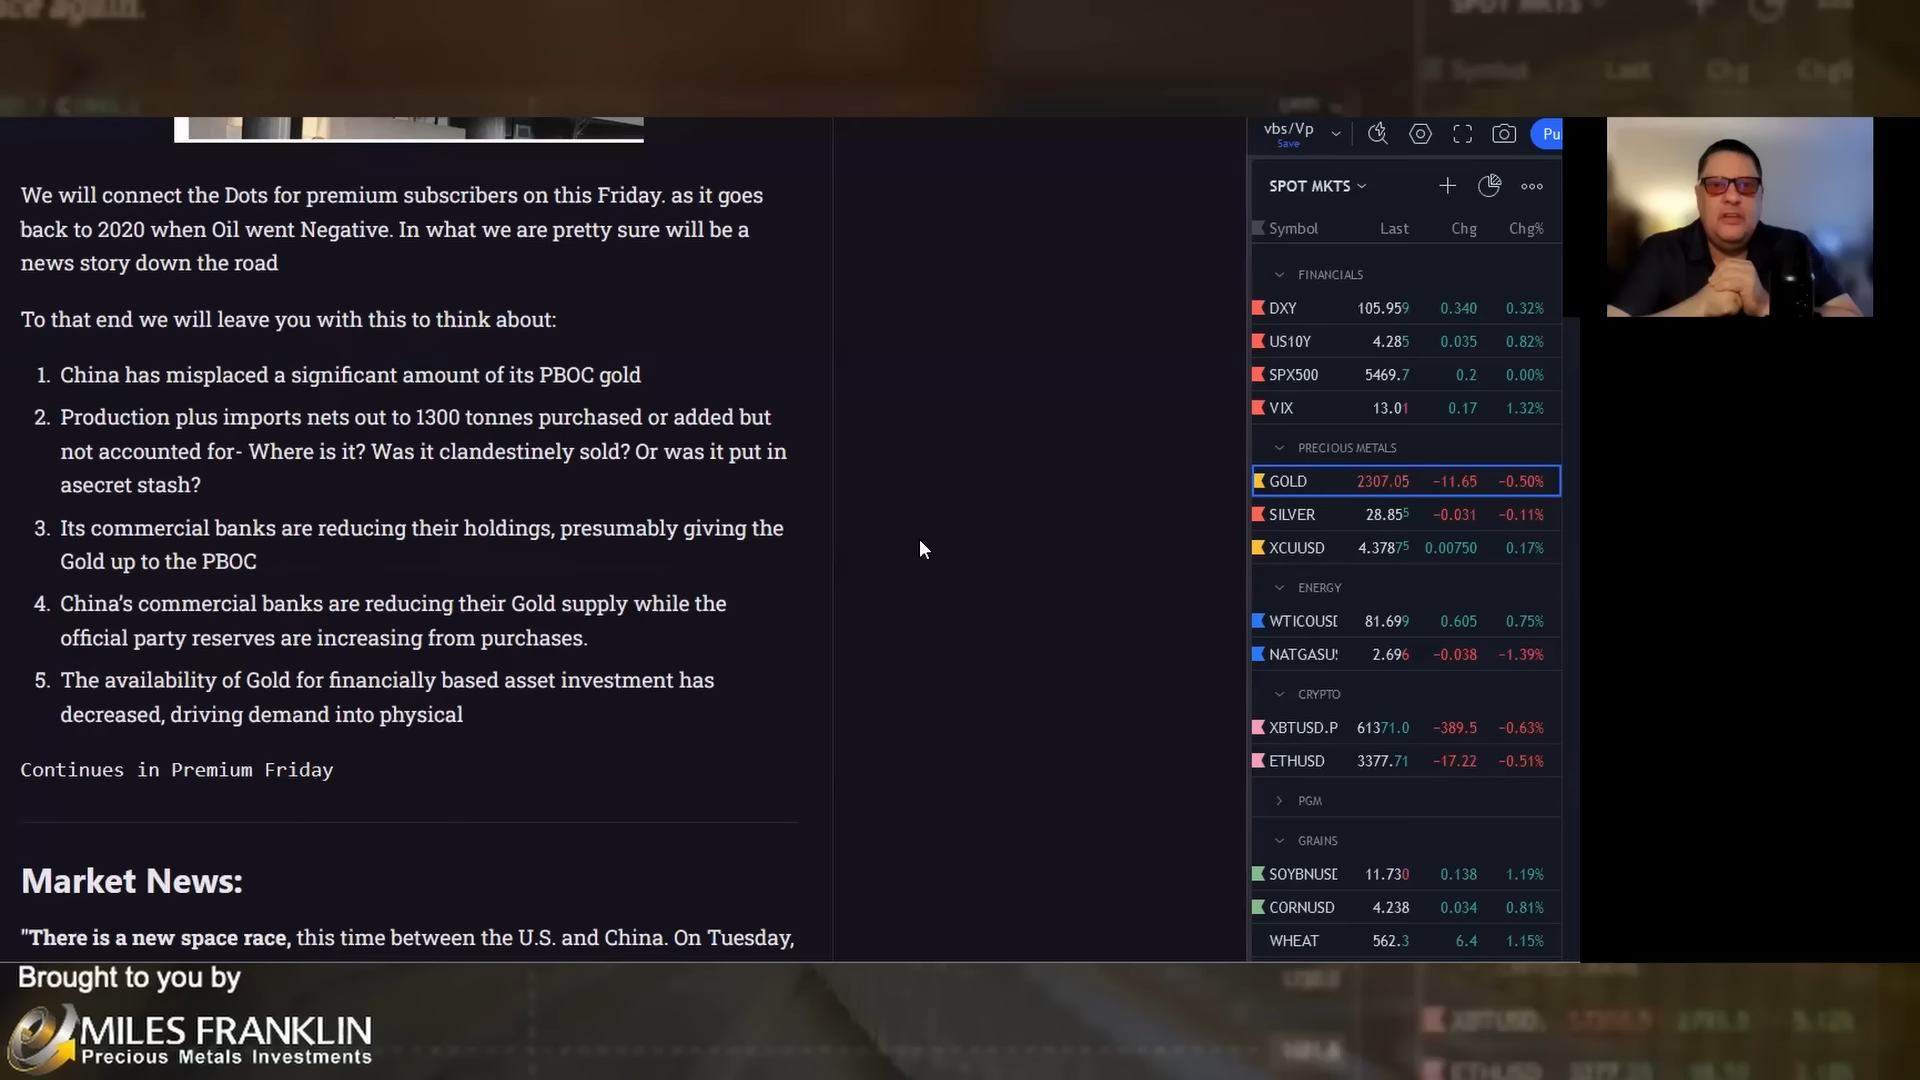 ce again.
SPOT MKTS
Symbol Last Chg Chg%
We will connect the Dots for premium subscribers on this Friday. as it goes
back to 2020 when Oil went Negative. In what we are pretty sure will be a
news story down the road
To that end we will leave you with this to think about:
1. China has misplaced a significant amount of its PBOC gold
2. Production plus imports nets out to 1300 tonnes purchased or added but
not accounted for- Where is it? Was it clandestinely sold? Or was it put in
asecret stash?
3. Its commercial banks are reducing their holdings, presumably giving the
Gold up to the PBOC
4. China’s commercial banks are reducing their Gold supply while the
official party reserves are increasing from purchases.
5. The availability of Gold for financially based asset investment has
decreased, driving demand into physical
Continues in Premium Friday
Market News:
"There is a new space race, this time between the U.S. and China. On Tuesday,
vbs/Vp
Save
Pu
SPOT MKTS
Symbol Last Chg Chg%
FINANCIALS
DXY 105.959 0.340 0.32%
US10Y 4.285 0.035 0.82%
SPX500 5469.7 0.2 0.00%
VIX 13.01 0.17 1.32%
PRECIOUS METALS
GOLD 2307.05 −11.65 −0.50%
SILVER 28.855 −0.031 −0.11%
XCUUSD 4.37875 0.00750 0.17%
ENERGY
WTICOUSD 81.699 0.605 0.75%
NATGASUS 2.696 −0.038 −1.39%
CRYPTO
XBTUSD.P 61371.0 −389.5 −0.63%
ETHUSD 3377.71 −17.22 −0.51%
PGM
GRAINS
SOYBNUSD 11.730 0.138 1.19%
CORNUSD 4.238 0.034 0.81%
WHEAT 562.3 6.4 1.15%
Brought to you by
MILES FRANKLIN
Precious Metals Investments